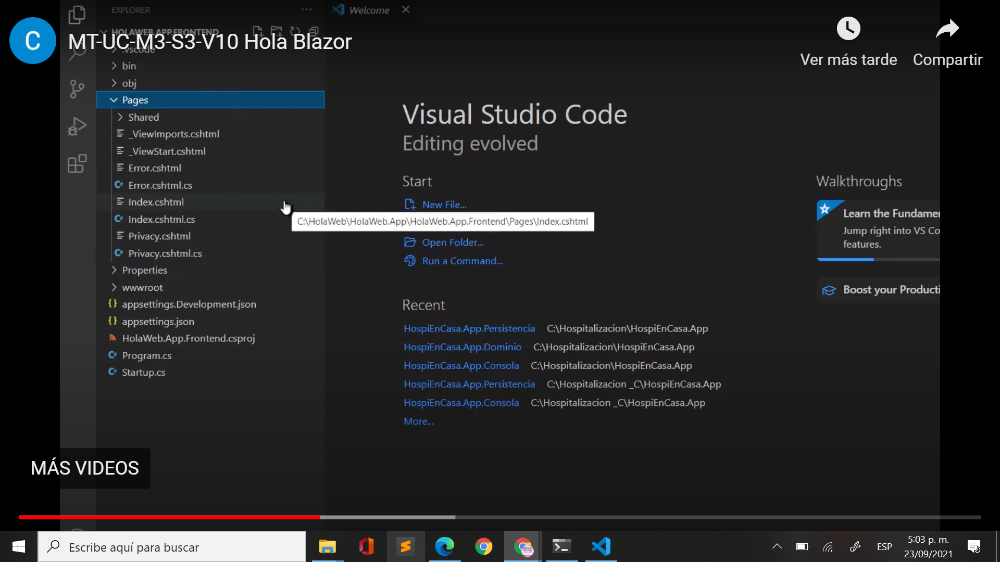 EXPLORER
Welcome
HOLAWEB.APP.FRONTEND
C
MT-UC-M3-S3-V10 Hola Blazor
Ver más tarde
Compartir
.vscode
bin
obj
Pages
Shared
_ViewImports.cshtml
_ViewStart.cshtml
Error.cshtml
Error.cshtml.cs
Index.cshtml
Index.cshtml.cs
Privacy.cshtml
Privacy.cshtml.cs
Properties
wwwroot
appsettings.Development.json
appsettings.json
HolaWeb.App.Frontend.csproj
Program.cs
Startup.cs
Visual Studio Code
Editing evolved
Start
New File...
C:\HolaWeb\HolaWeb.App\HolaWeb.App.Frontend\Pages\Index.cshtml
Open Folder...
Run a Command...
Recent
HospiEnCasa.App.Persistencia C:\Hospitalizacion\HospiEnCasa.App
HospiEnCasa.App.Dominio C:\Hospitalizacion\HospiEnCasa.App
HospiEnCasa.App.Consola C:\Hospitalizacion\HospiEnCasa.App
HospiEnCasa.App.Persistencia C:\Hospitalizacion _C\HospiEnCasa.App
HospiEnCasa.App.Consola C:\Hospitalizacion _C\HospiEnCasa.App
More...
Walkthroughs
Learn the Fundamen
Jump right into VS Co
features.
Boost your Producti
MÁS VIDEOS
Escribe aquí para buscar
ESP
5:03 p. m.
23/09/2021